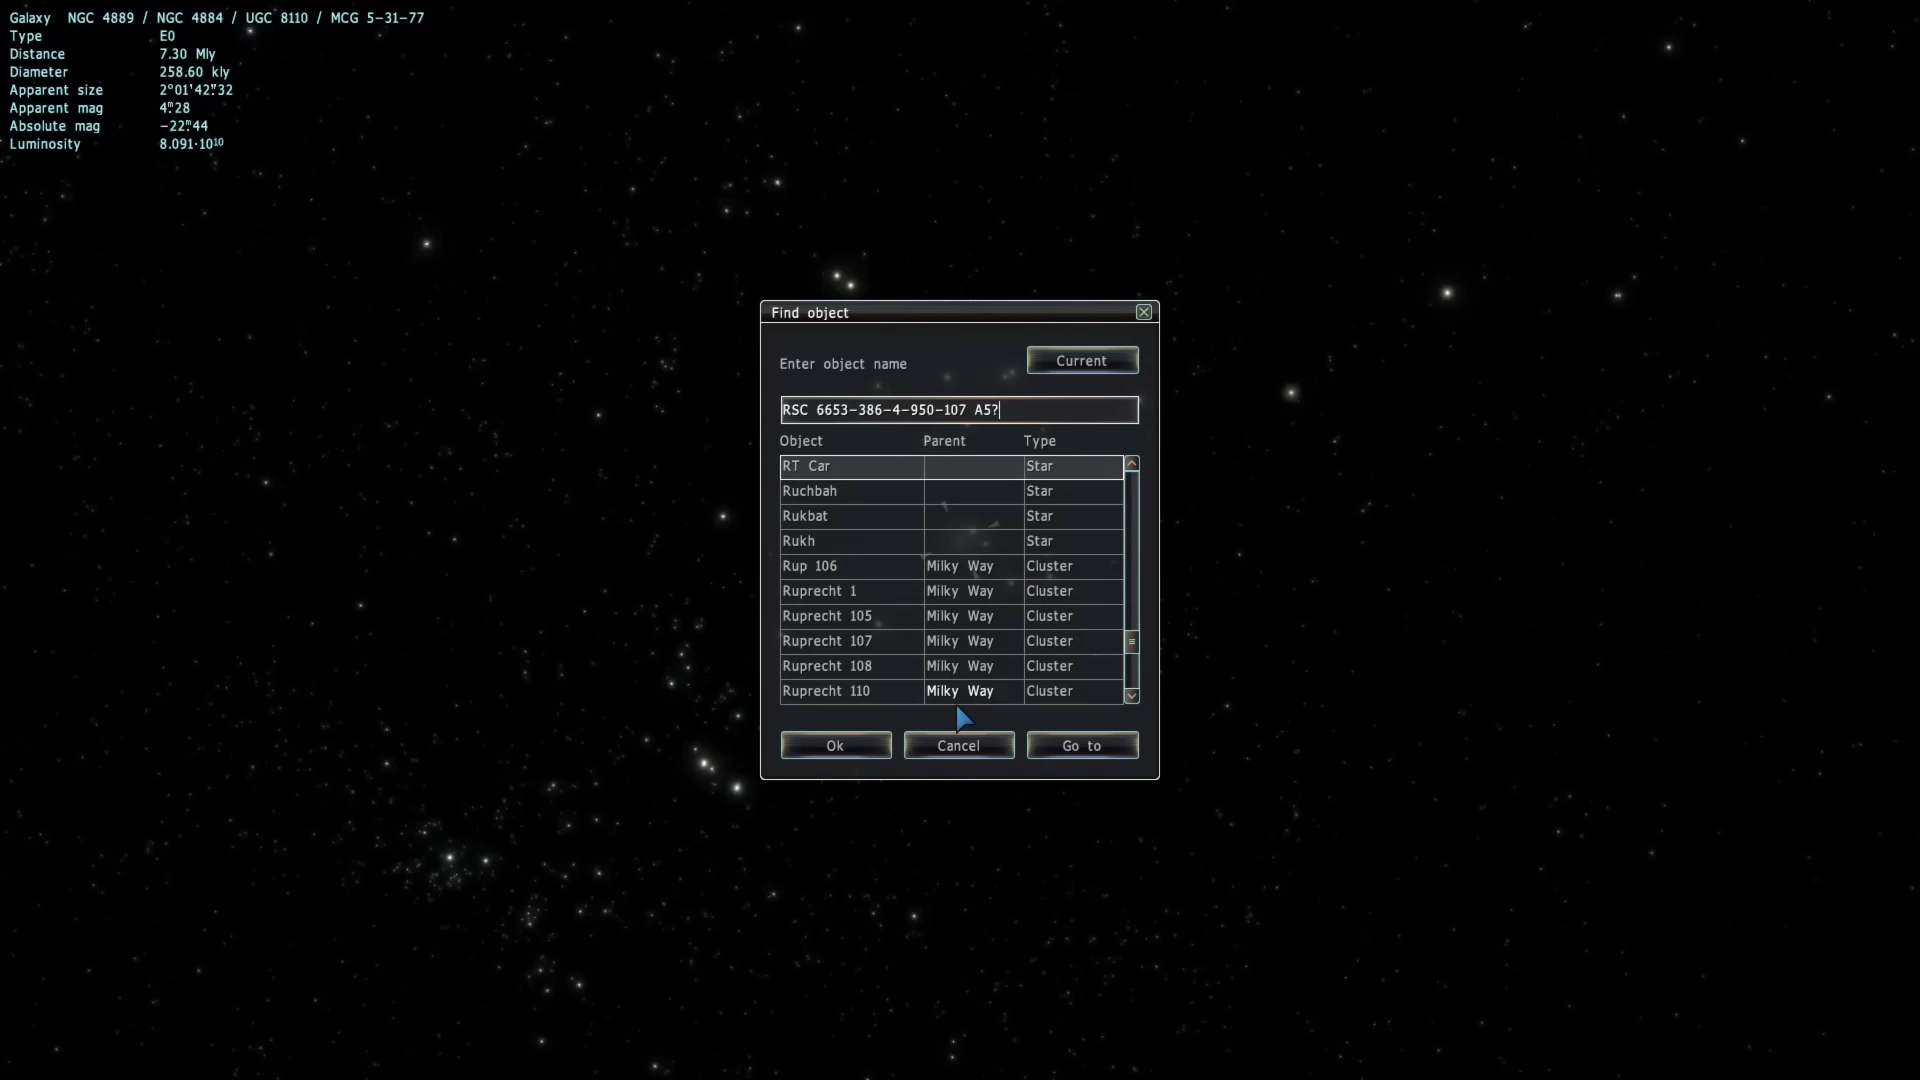 Galaxy NGC 4889 / NGC 4884 / UGC 8110 / MCG 5-31-77
Type E0
Distance 7.30 Mly
Diameter 258.60 kly
Apparent size 2°01'42"32
Apparent mag 4ᵐ28
Absolute mag -22ᵐ44
Luminosity 8.091·10¹⁰
Find object
Enter object name Current
RSC 6653-386-4-950-107 A5?
Object Parent Type
RT Car Star
Ruchbah Star
Rukbat Star
Rukh Star
Rup 106 Milky Way Cluster
Ruprecht 1 Milky Way Cluster
Ruprecht 105 Milky Way Cluster
Ruprecht 107 Milky Way Cluster
Ruprecht 108 Milky Way Cluster
Ruprecht 110 Milky Way Cluster
Ok Cancel Go to